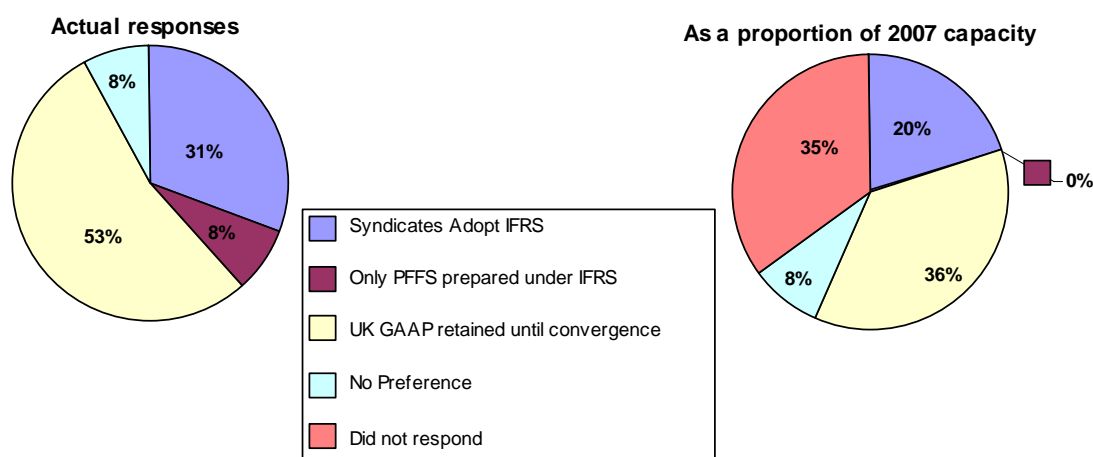 Actual responses
8%
31%
8%
53%
As a proportion of 2007 capacity
20%
0%
36%
8%
35%
Syndicates Adopt IFRS
Only PFFS prepared under IFRS
UK GAAP retained until convergence
No Preference
Did not respond